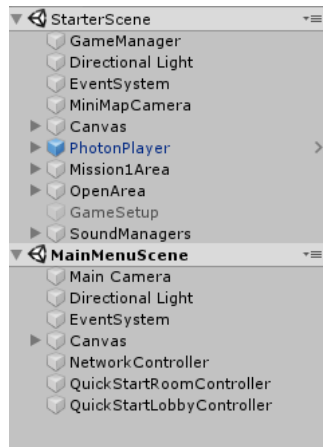 StarterScene
GameManager
Directional Light
EventSystem
MiniMapCamera
Canvas
PhotonPlayer
Mission1Area
OpenArea
GameSetup
SoundManagers
MainMenuScene
Main Camera
Directional Light
EventSystem
Canvas
NetworkController
QuickStartRoomController
QuickStartLobbyController